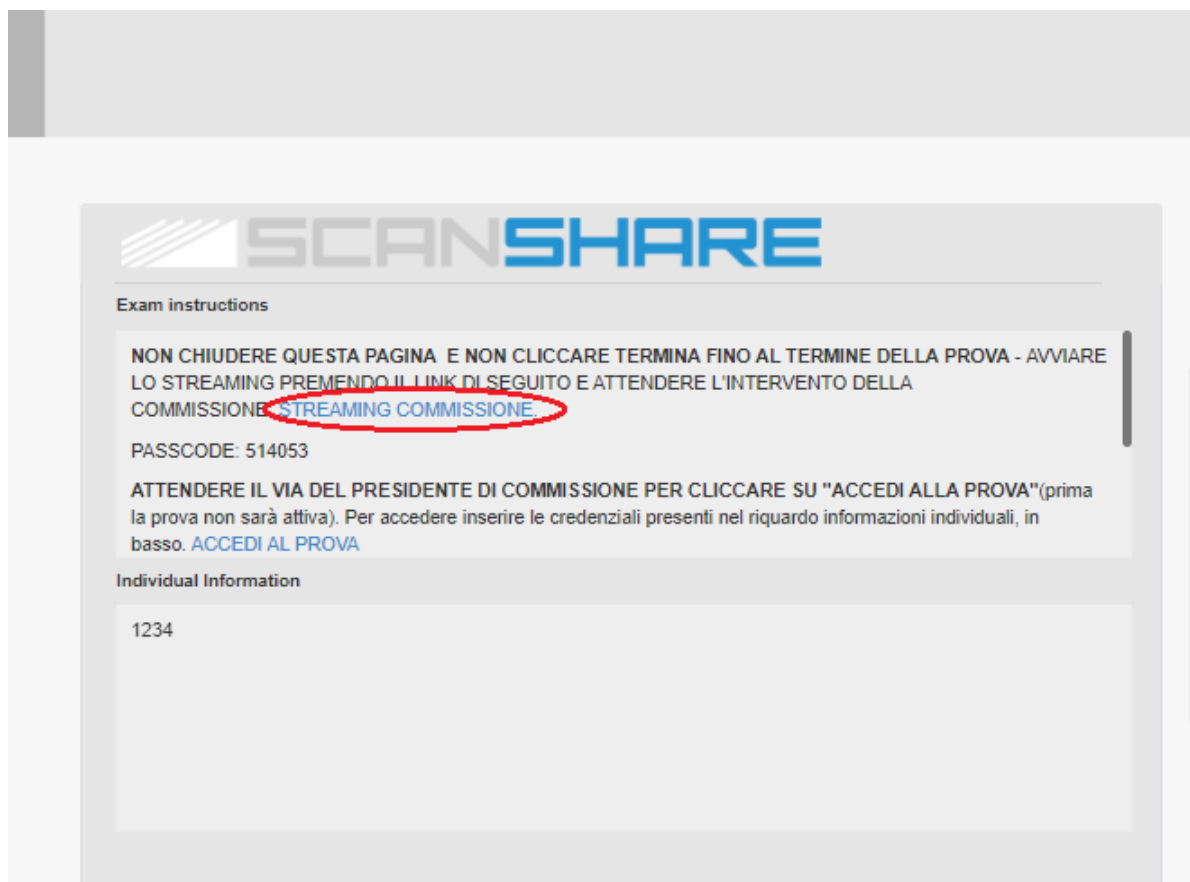 SCANSHARE
Exam instructions
NON CHIUDERE QUESTA PAGINA E NON CLICCARE TERMINA FINO AL TERMINE DELLA PROVA - AVVIARE
LO STREAMING PREMENDO IL LINK DI SEGUITO E ATTENDERE L'INTERVENTO DELLA
COMMISSIONE. STREAMING COMMISSIONE.
PASSCODE: 514053
ATTENDERE IL VIA DEL PRESIDENTE DI COMMISSIONE PER CLICCARE SU "ACCEDI ALLA PROVA"(prima
la prova non sarà attiva). Per accedere inserire le credenziali presenti nel riquardo informazioni individuali, in
basso. ACCEDI AL PROVA
Individual Information
1234